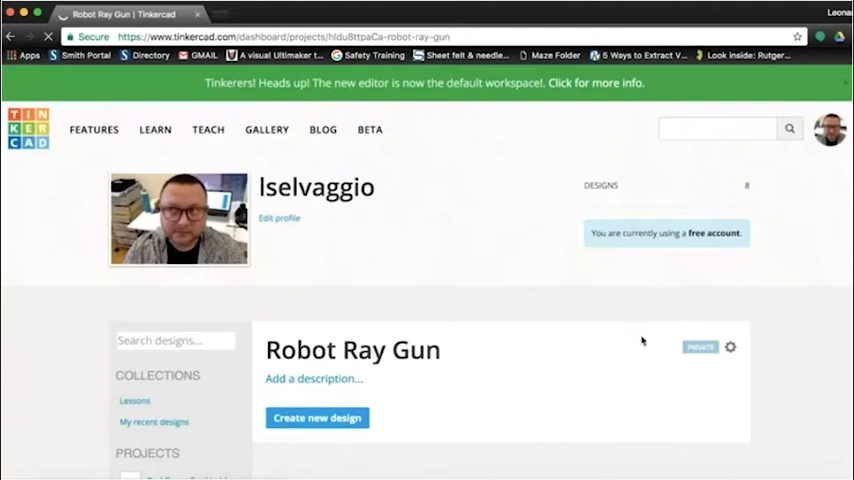 Robot Ray Gun | Tinkercad
Leonar
Secure https://www.tinkercad.com/dashboard/projects/hldu8ttpaCa-robot-ray-gun
Apps Smith Portal Directory GMAIL A visual Ultimaker t... Safety Training Sheet felt & needle... Maze Folder 5 Ways to Extract V... Look Inside: Rutger...
Tinkerers! Heads up! The new editor is now the default workspace!. Click for more info.
TIN
KER
CAD
FEATURES LEARN TEACH GALLERY BLOG BETA
lselvaggio
Edit profile
DESIGNS 8
You are currently using a free account.
Search designs...
COLLECTIONS
Lessons
My recent designs
PROJECTS
Robot Ray Gun
PRIVATE
Add a description...
Create new design